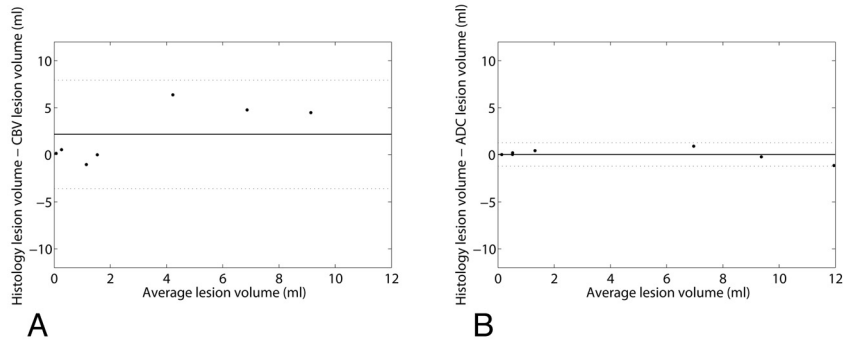 Histology lesion volume − CBV lesion volume (ml)
10
5
0
−5
−10
0 2 4 6 8 10 12
Average lesion volume (ml)
A
Histology lesion volume − ADC lesion volume (ml)
10
5
0
−5
−10
0 2 4 6 8 10 12
Average lesion volume (ml)
B